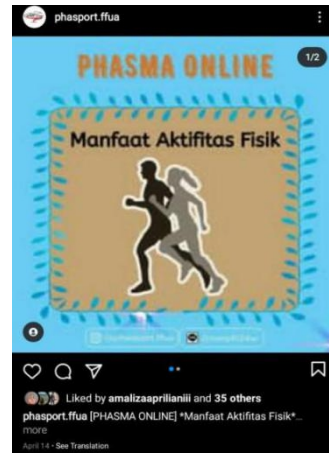 phasport.ffua
1/2
PHASMA ONLINE
Manfaat Aktifitas Fisik
Liked by amalizaaprilianiii and 35 others
phasport.ffua [PHASMA ONLINE] *Manfaat Aktifitas Fisik*...
more
April 14 • See Translation